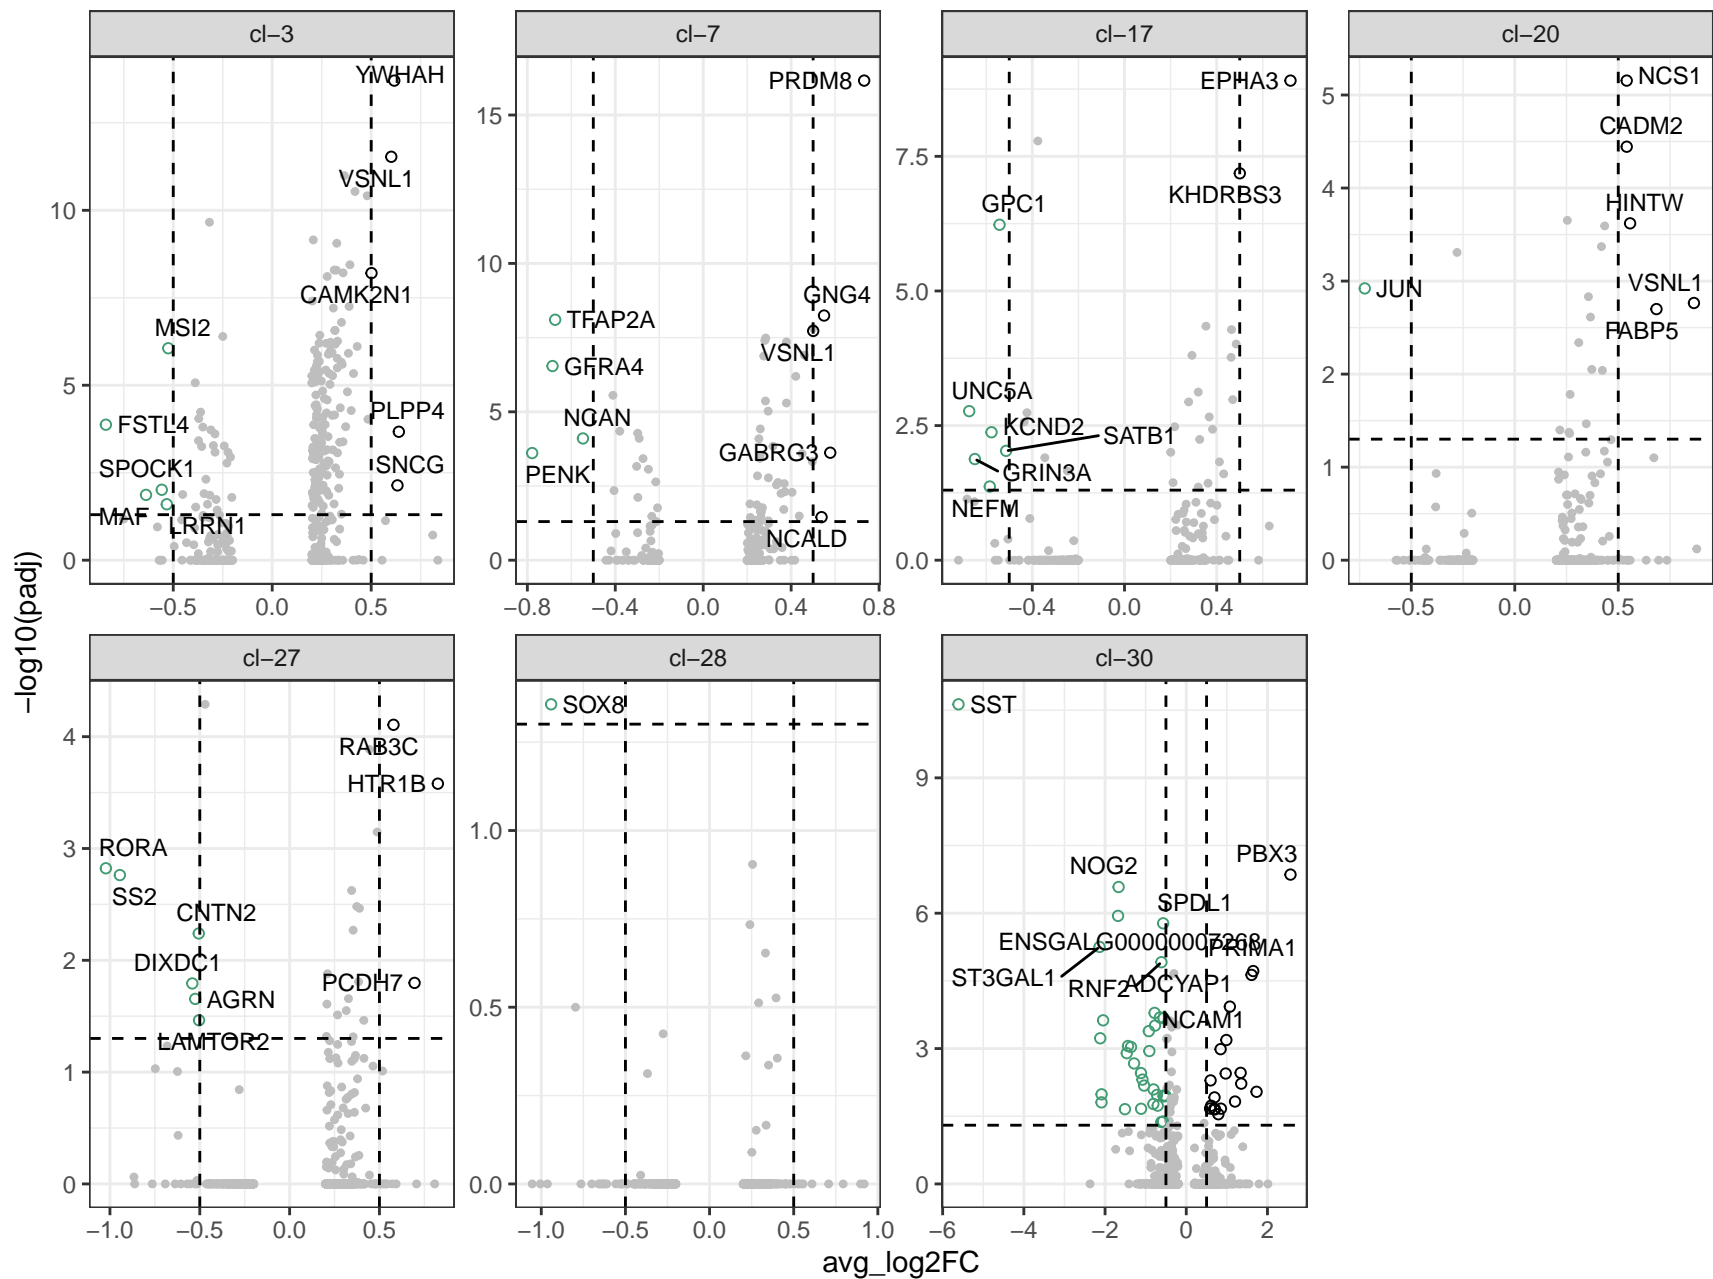 cl−3
cl−7
cl−17
cl−20
YWHAH
VSNL1
CAMK2N1
MSI2
FSTL4
PLPP4
SNCG
SPOCK1
MAF
LRRN1
10
5
0
−0.5
0.0
0.5
PRDM8
GNG4
VSNL1
TFAP2A
GFRA4
NCAN
PENK
GABRG3
NCALD
15
10
5
0
−0.8
−0.4
0.0
0.4
0.8
EPHA3
KHDRBS3
GPC1
UNC5A
KCND2
SATB1
GRIN3A
NEFM
7.5
5.0
2.5
0.0
−0.4
0.0
0.4
NCS1
CADM2
HINTW
VSNL1
JUN
FABP5
5
4
3
2
1
0
−0.5
0.0
0.5
−log10(padj)
cl−27
cl−28
cl−30
RAB3C
HTR1B
RORA
SS2
CNTN2
DIXDC1
AGRN
PCDH7
LAMTOR2
4
3
2
1
0
−1.0
−0.5
0.0
0.5
SOX8
1.0
0.5
0.0
−1.0
−0.5
0.0
0.5
1.0
SST
PBX3
NOG2
SPDL1
ENSGALG00000007268
PRIMA1
ST3GAL1
RNF2
ADCYAP1
NCAM1
9
6
3
0
−6
−4
−2
0
2
avg_log2FC